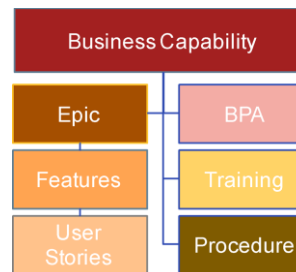 Business Capability
Epic
BPA
Features
Training
User
Stories
Procedure